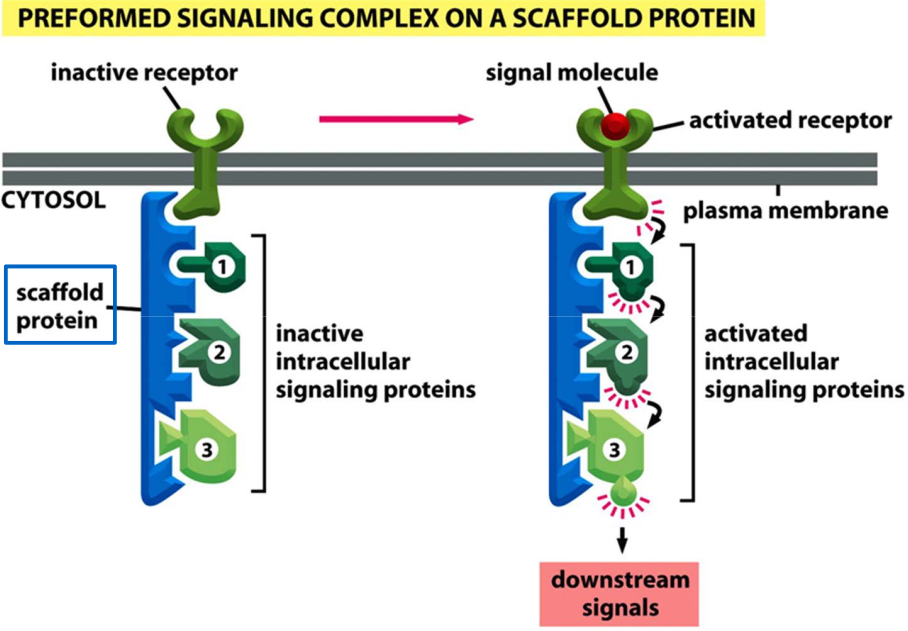 PREFORMED SIGNALING COMPLEX ON A SCAFFOLD PROTEIN
inactive receptor
signal molecule
activated receptor
CYTOSOL
plasma membrane
scaffold
protein
1
2
3
inactive
intracellular
signaling proteins
1
2
3
activated
intracellular
signaling proteins
downstream
signals